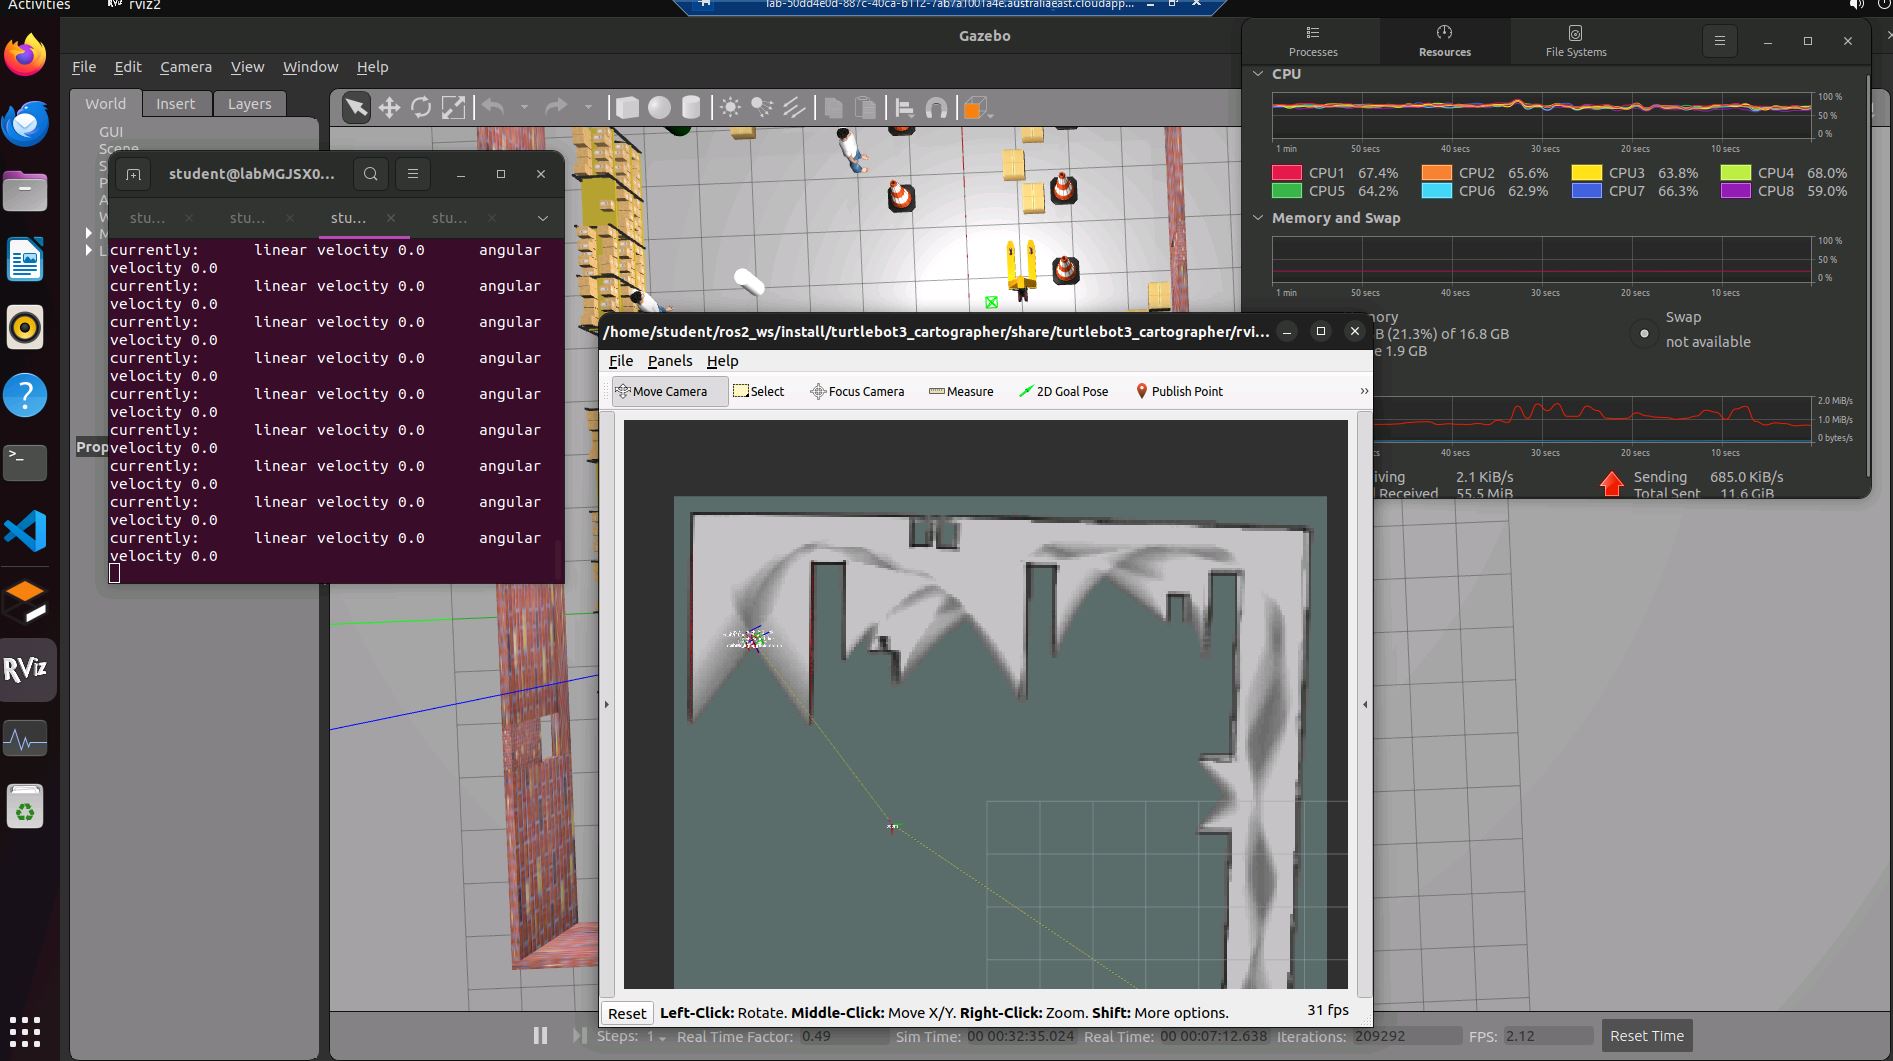 Activities
rviz2
lab-50dd4e0d-887c-40ca-b112-7ab7a1001a4e.australiaeast.cloudapp...
Gazebo
File Edit Camera View Window Help
World Insert Layers
GUI
Scene
student@labMGJSX0...
stu... stu... stu... stu...
currently: linear velocity 0.0 angular
velocity 0.0
currently: linear velocity 0.0 angular
velocity 0.0
currently: linear velocity 0.0 angular
velocity 0.0
currently: linear velocity 0.0 angular
velocity 0.0
currently: linear velocity 0.0 angular
velocity 0.0
currently: linear velocity 0.0 angular
velocity 0.0
currently: linear velocity 0.0 angular
velocity 0.0
currently: linear velocity 0.0 angular
velocity 0.0
currently: linear velocity 0.0 angular
velocity 0.0
Prop
RViz
Processes Resources File Systems
CPU
100 %
50 %
0 %
1 min 50 secs 40 secs 30 secs 20 secs 10 secs
CPU1 67.4% CPU2 65.6% CPU3 63.8% CPU4 68.0%
CPU5 64.2% CPU6 62.9% CPU7 66.3% CPU8 59.0%
Memory and Swap
100 %
50 %
0 %
1 min 50 secs 40 secs 30 secs 20 secs 10 secs
mory
B (21.3%) of 16.8 GB
e 1.9 GB
Swap
not available
2.0 MiB/s
1.0 MiB/s
0 bytes/s
40 secs 30 secs 20 secs 10 secs
iving 2.1 KiB/s
l Received 55.5 MiB
Sending 685.0 KiB/s
Total Sent 11.6 GiB
/home/student/ros2_ws/install/turtlebot3_cartographer/share/turtlebot3_cartographer/rvi...
File Panels Help
Move Camera Select Focus Camera Measure 2D Goal Pose Publish Point
Reset Left-Click: Rotate. Middle-Click: Move X/Y. Right-Click: Zoom. Shift: More options. 31 fps
Steps: 1 Real Time Factor: 0.49 Sim Time: 00 00:32:35.024 Real Time: 00 00:07:12.638 Iterations: 209292 FPS: 2.12 Reset Time